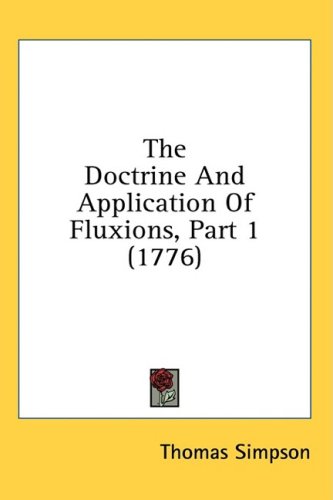 The
Doctrine And
Application Of
Fluxions, Part 1
(1776)
Thomas Simpson